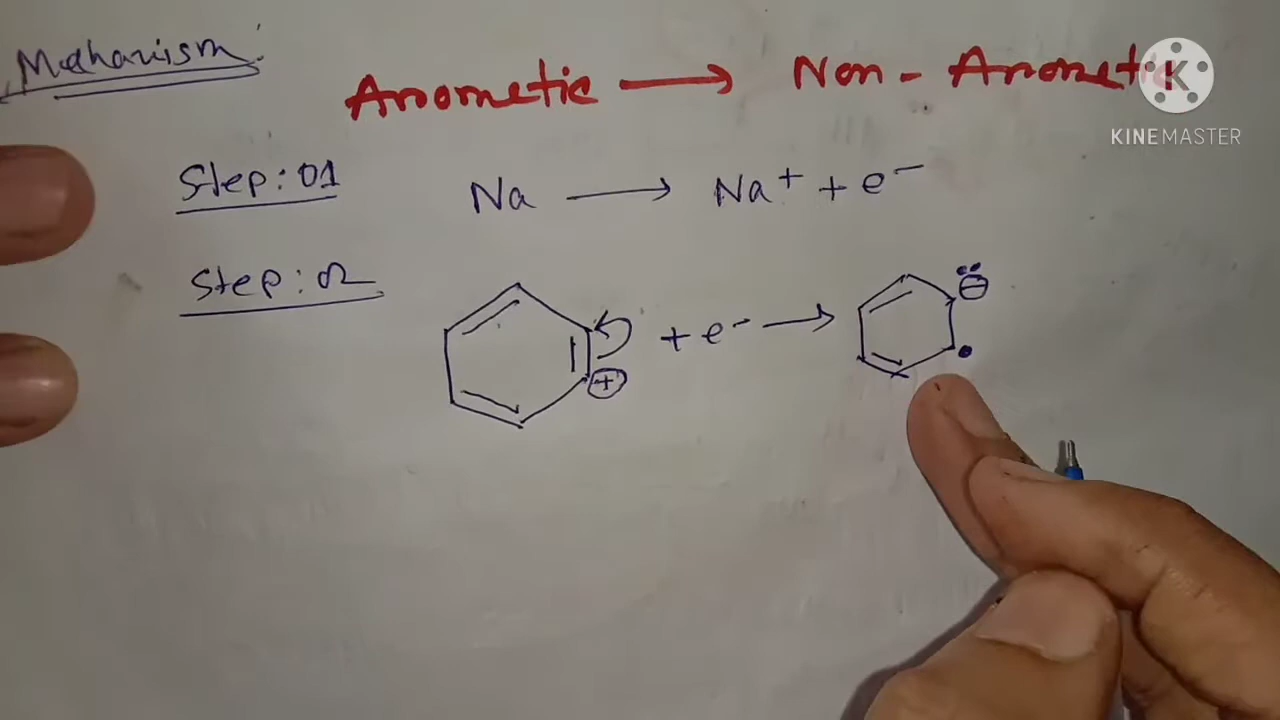 Mechanism:
Aromatic → Non - Aromatic
K
KINEMASTER
Step: 01
Na → Na⁺ + e⁻
Step: 02
+ + e⁻ → ⊖